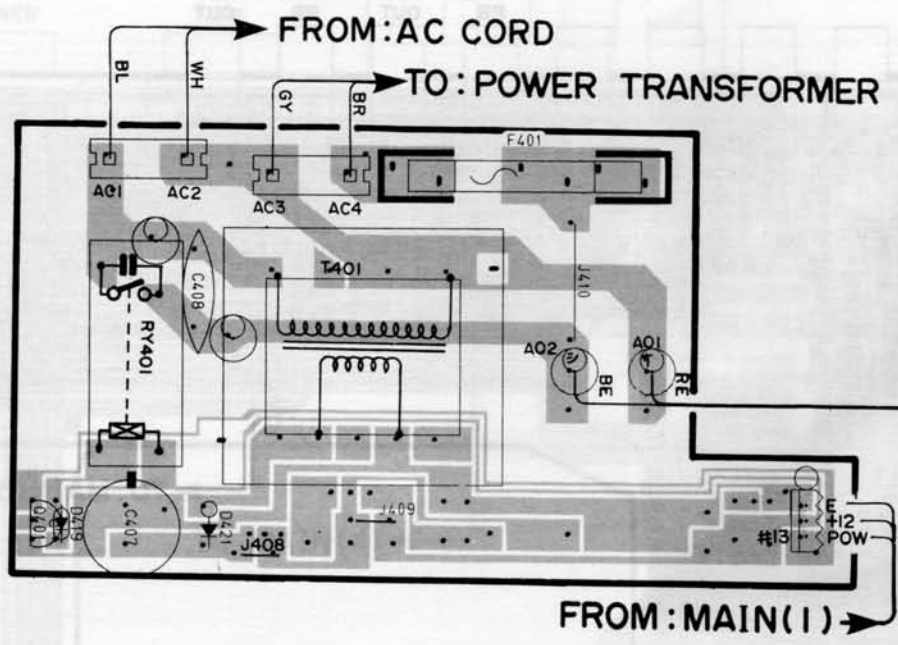 FROM:AC CORD
BL
WH
TO:POWER TRANSFORMER
GY
BR
F401
AC1
AC2
AC3
AC4
T401
C408
J410
RY401
AO2
AO1
BE
RE
D419
C407
D421
J409
J408
E
+12
#13 POW
FROM:MAIN(1)